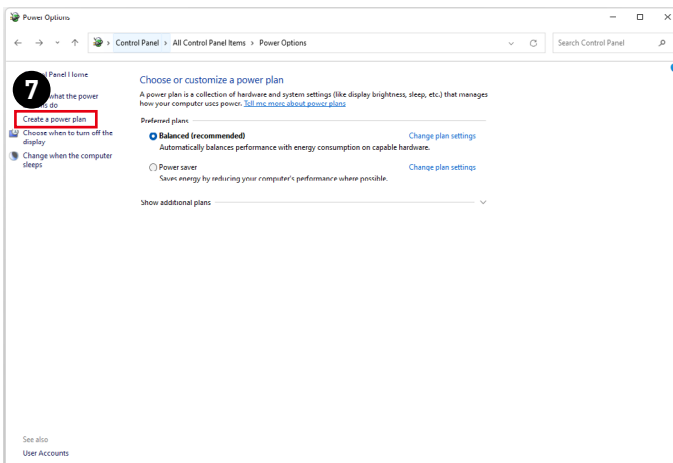 Power Options
Control Panel > All Control Panel Items > Power Options
Search Control Panel
7
Panel Home
what the power
do
Create a power plan
Choose when to turn off the
display
Change when the computer
sleeps
Choose or customize a power plan
A power plan is a collection of hardware and system settings (like display brightness, sleep, etc.) that manages
how your computer uses power. Tell me more about power plans
Preferred plans
Balanced (recommended)
Change plan settings
Automatically balances performance with energy consumption on capable hardware.
Power saver
Change plan settings
Saves energy by reducing your computer's performance where possible.
Show additional plans
See also
User Accounts